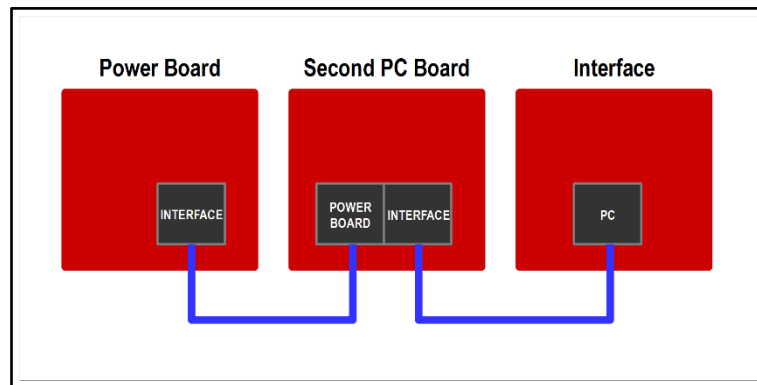 Power Board
Second PC Board
Interface
INTERFACE
POWER
BOARD
INTERFACE
PC